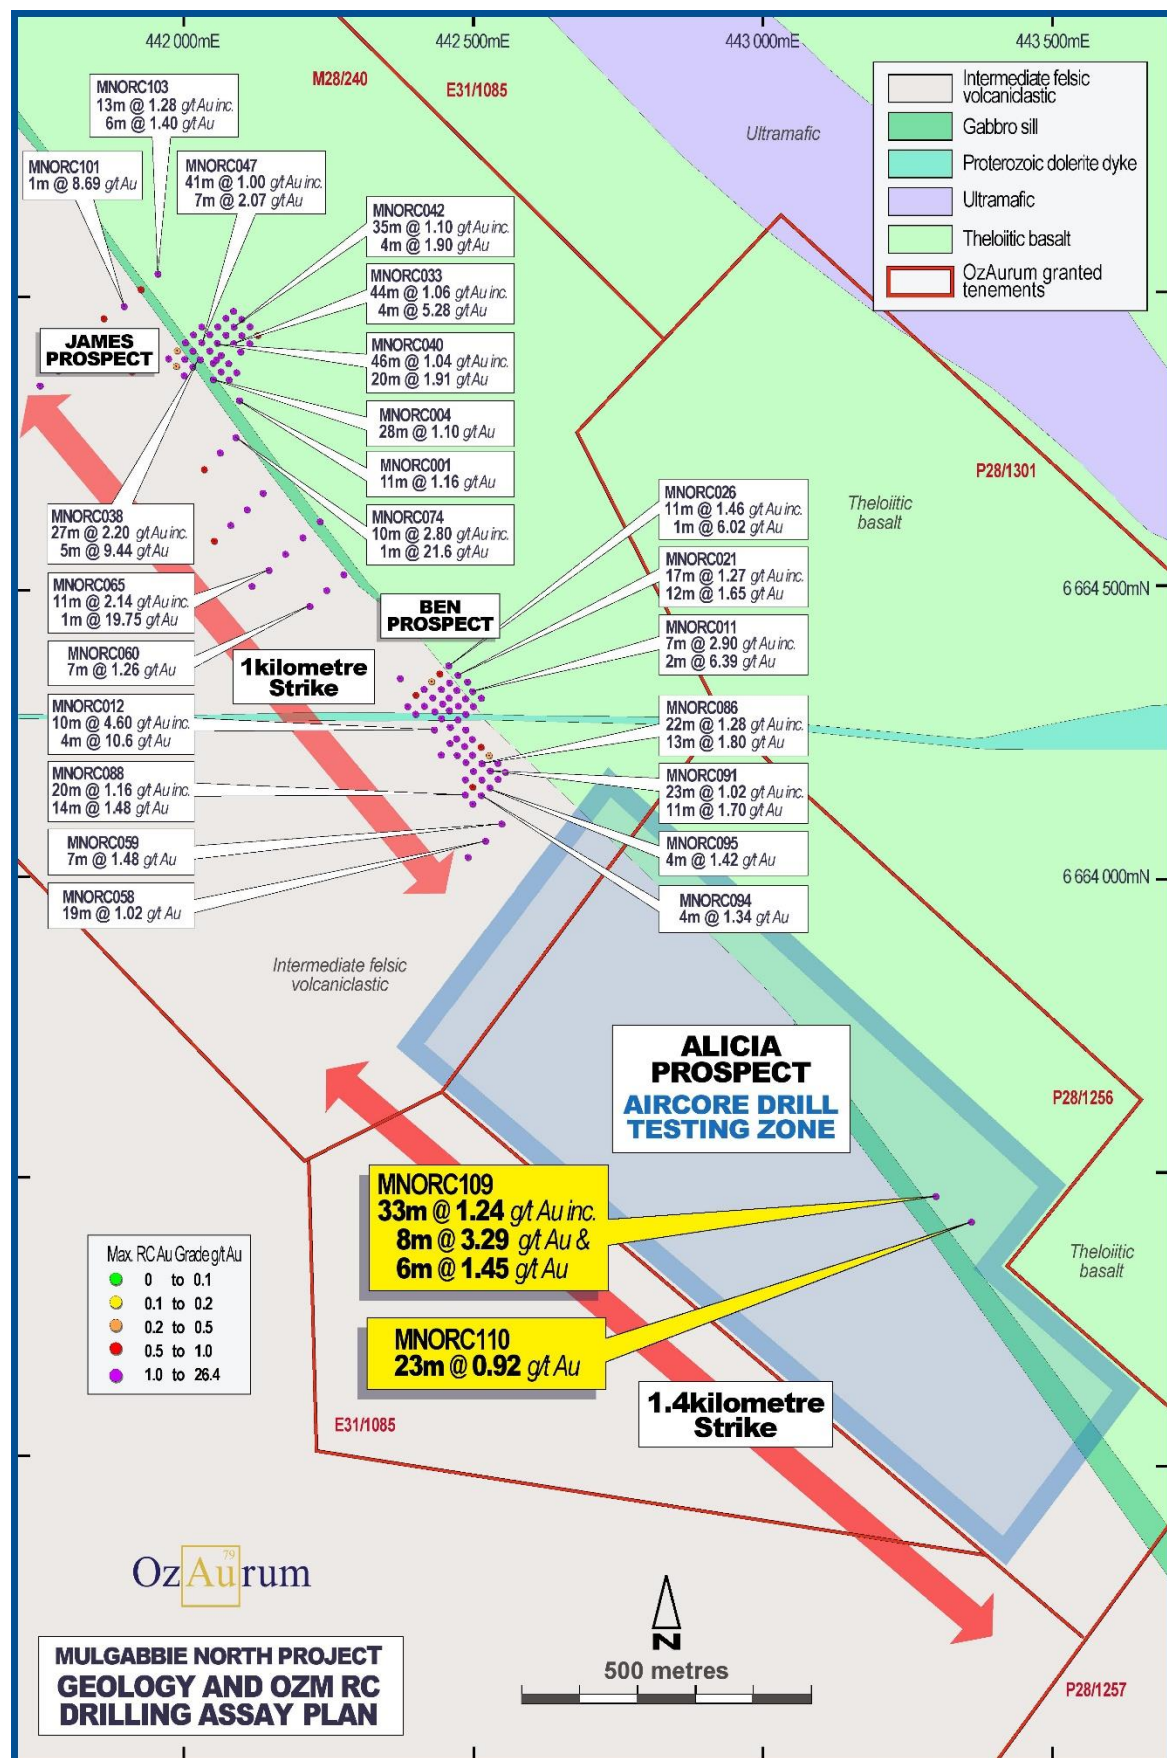 442 000mE
442 500mE
443 000mE
443 500mE
M28/240
E31/1085
Ultramafic
Intermediate felsic
volcaniclastic
Gabbro sill
Proterozoic dolerite dyke
Ultramafic
Theloiitic basalt
OzAurum granted
tenements
MNORC103
13m @ 1.28 g/t Au inc.
6m @ 1.40 g/t Au
MNORC101
1m @ 8.69 g/t Au
MNORC047
41m @ 1.00 g/t Au inc.
7m @ 2.07 g/t Au
MNORC042
35m @ 1.10 g/t Au inc.
4m @ 1.90 g/t Au
MNORC033
44m @ 1.06 g/t Au inc.
4m @ 5.28 g/t Au
MNORC040
46m @ 1.04 g/t Au inc.
20m @ 1.91 g/t Au
MNORC004
28m @ 1.10 g/t Au
MNORC001
11m @ 1.16 g/t Au
MNORC074
10m @ 2.80 g/t Au inc.
1m @ 21.6 g/t Au
JAMES
PROSPECT
MNORC038
27m @ 2.20 g/t Au inc.
5m @ 9.44 g/t Au
MNORC065
11m @ 2.14 g/t Au inc.
1m @ 19.75 g/t Au
MNORC060
7m @ 1.26 g/t Au
MNORC012
10m @ 4.60 g/t Au inc.
4m @ 10.6 g/t Au
MNORC088
20m @ 1.16 g/t Au inc.
14m @ 1.48 g/t Au
MNORC059
7m @ 1.48 g/t Au
MNORC058
19m @ 1.02 g/t Au
BEN
PROSPECT
1kilometre
Strike
MNORC026
11m @ 1.46 g/t Au inc.
1m @ 6.02 g/t Au
MNORC021
17m @ 1.27 g/t Au inc.
12m @ 1.65 g/t Au
MNORC011
7m @ 2.90 g/t Au inc.
2m @ 6.39 g/t Au
MNORC086
22m @ 1.28 g/t Au inc.
13m @ 1.80 g/t Au
MNORC091
23m @ 1.02 g/t Au inc.
11m @ 1.70 g/t Au
MNORC095
4m @ 1.42 g/t Au
MNORC094
4m @ 1.34 g/t Au
P28/1301
Theloiitic
basalt
6 664 500mN
6 664 000mN
Intermediate felsic
volcaniclastic
ALICIA
PROSPECT
AIRCORE DRILL
TESTING ZONE
P28/1256
MNORC109
33m @ 1.24 g/t Au inc.
8m @ 3.29 g/t Au &
6m @ 1.45 g/t Au
MNORC110
23m @ 0.92 g/t Au
Theloiitic
basalt
Max. RC Au Grade g/t Au
0 to 0.1
0.1 to 0.2
0.2 to 0.5
0.5 to 1.0
1.0 to 26.4
1.4kilometre
Strike
E31/1085
79
OzAurum
N
500 metres
MULGABBIE NORTH PROJECT
GEOLOGY AND OZM RC
DRILLING ASSAY PLAN
P28/1257